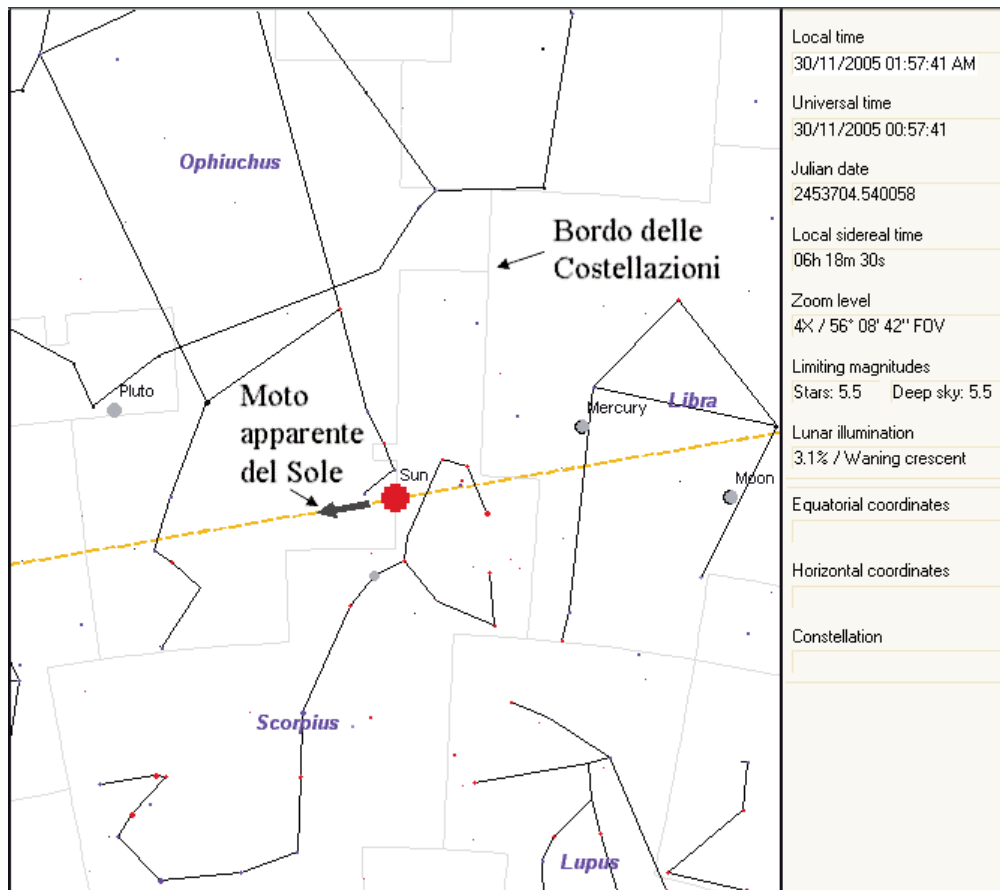 Ophiuchus
Bordo delle
Costellazioni
Pluto
Moto
apparente
del Sole
Mercury
Libra
Sun
Moon
Scorpius
Lupus
Local time
30/11/2005 01:57:41 AM
Universal time
30/11/2005 00:57:41
Julian date
2453704.540058
Local sidereal time
06h 18m 30s
Zoom level
4X / 56° 08' 42" FOV
Limiting magnitudes
Stars: 5.5 Deep sky: 5.5
Lunar illumination
3.1% / Waning crescent
Equatorial coordinates
Horizontal coordinates
Constellation